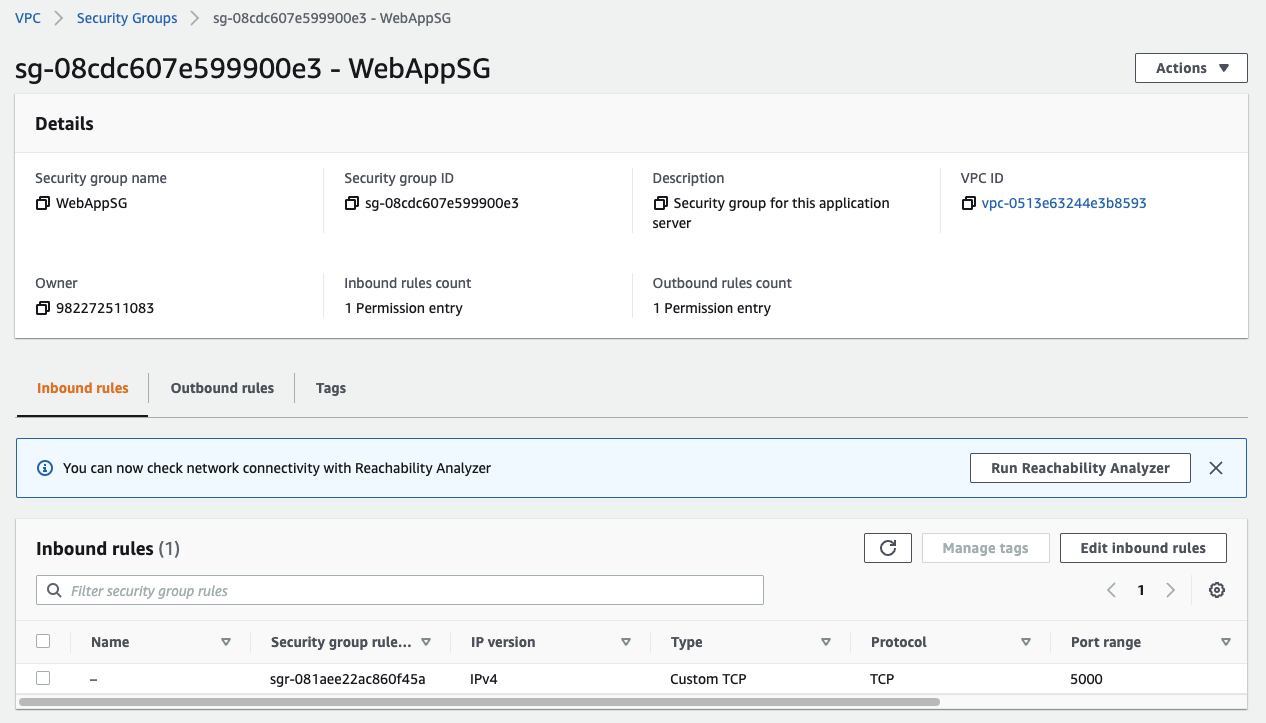 VPC > Security Groups > sg-08cdc607e599900e3 - WebAppSG
sg-08cdc607e599900e3 - WebAppSG
Actions
Details
Security group name
WebAppSG
Security group ID
sg-08cdc607e599900e3
Description
Security group for this application
server
VPC ID
vpc-0513e63244e3b8593
Owner
982272511083
Inbound rules count
1 Permission entry
Outbound rules count
1 Permission entry
Inbound rules
Outbound rules
Tags
You can now check network connectivity with Reachability Analyzer
Run Reachability Analyzer
Inbound rules (1)
Manage tags
Edit inbound rules
Filter security group rules
1
Name Security group rule... IP version Type Protocol Port range
– sgr-081aee22ac860f45a IPv4 Custom TCP TCP 5000